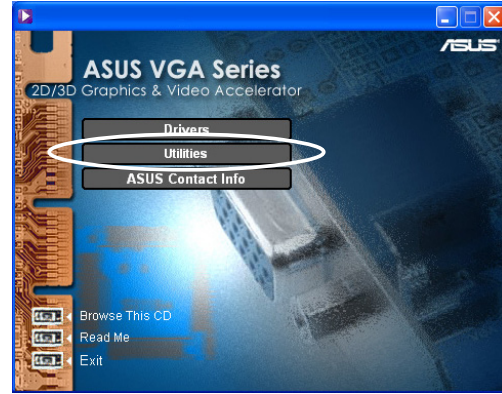 ASUS
ASUS VGA Series
2D/3D Graphics & Video Accelerator
Drivers
Utilities
ASUS Contact Info
Browse This CD
Read Me
Exit